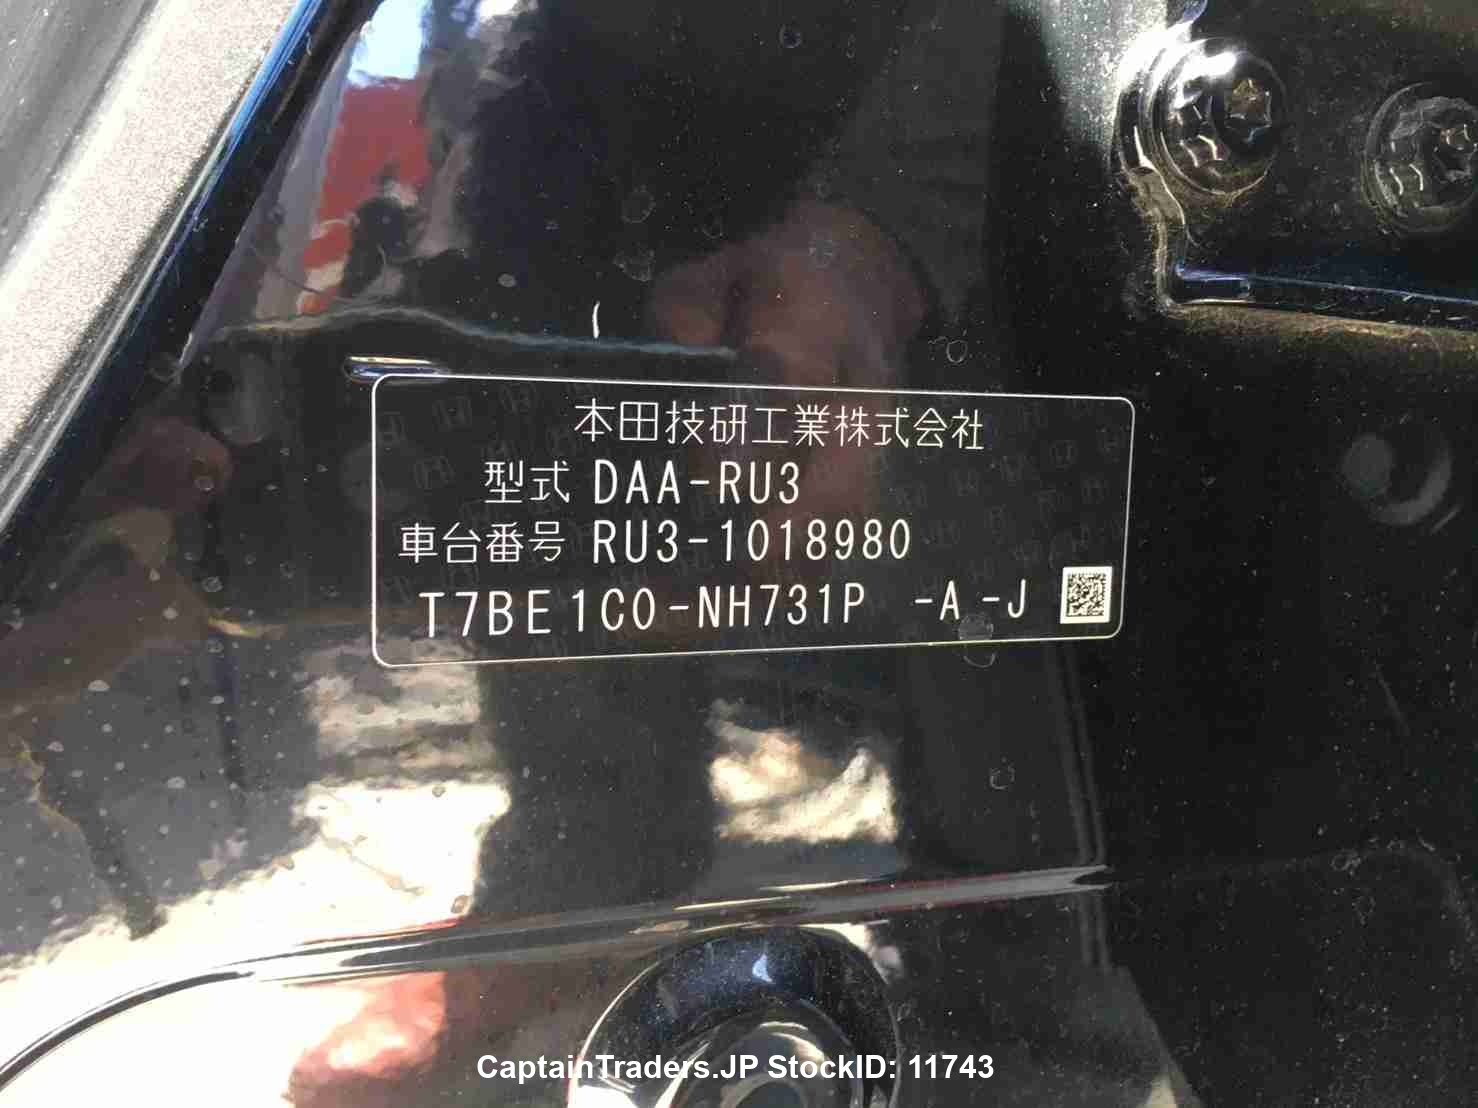 本田技研工業株式会社
型式 DAA-RU3
車台番号 RU3-1018980
T7BE1C0-NH731P -A -J
CaptainTraders.JP StockID: 11743